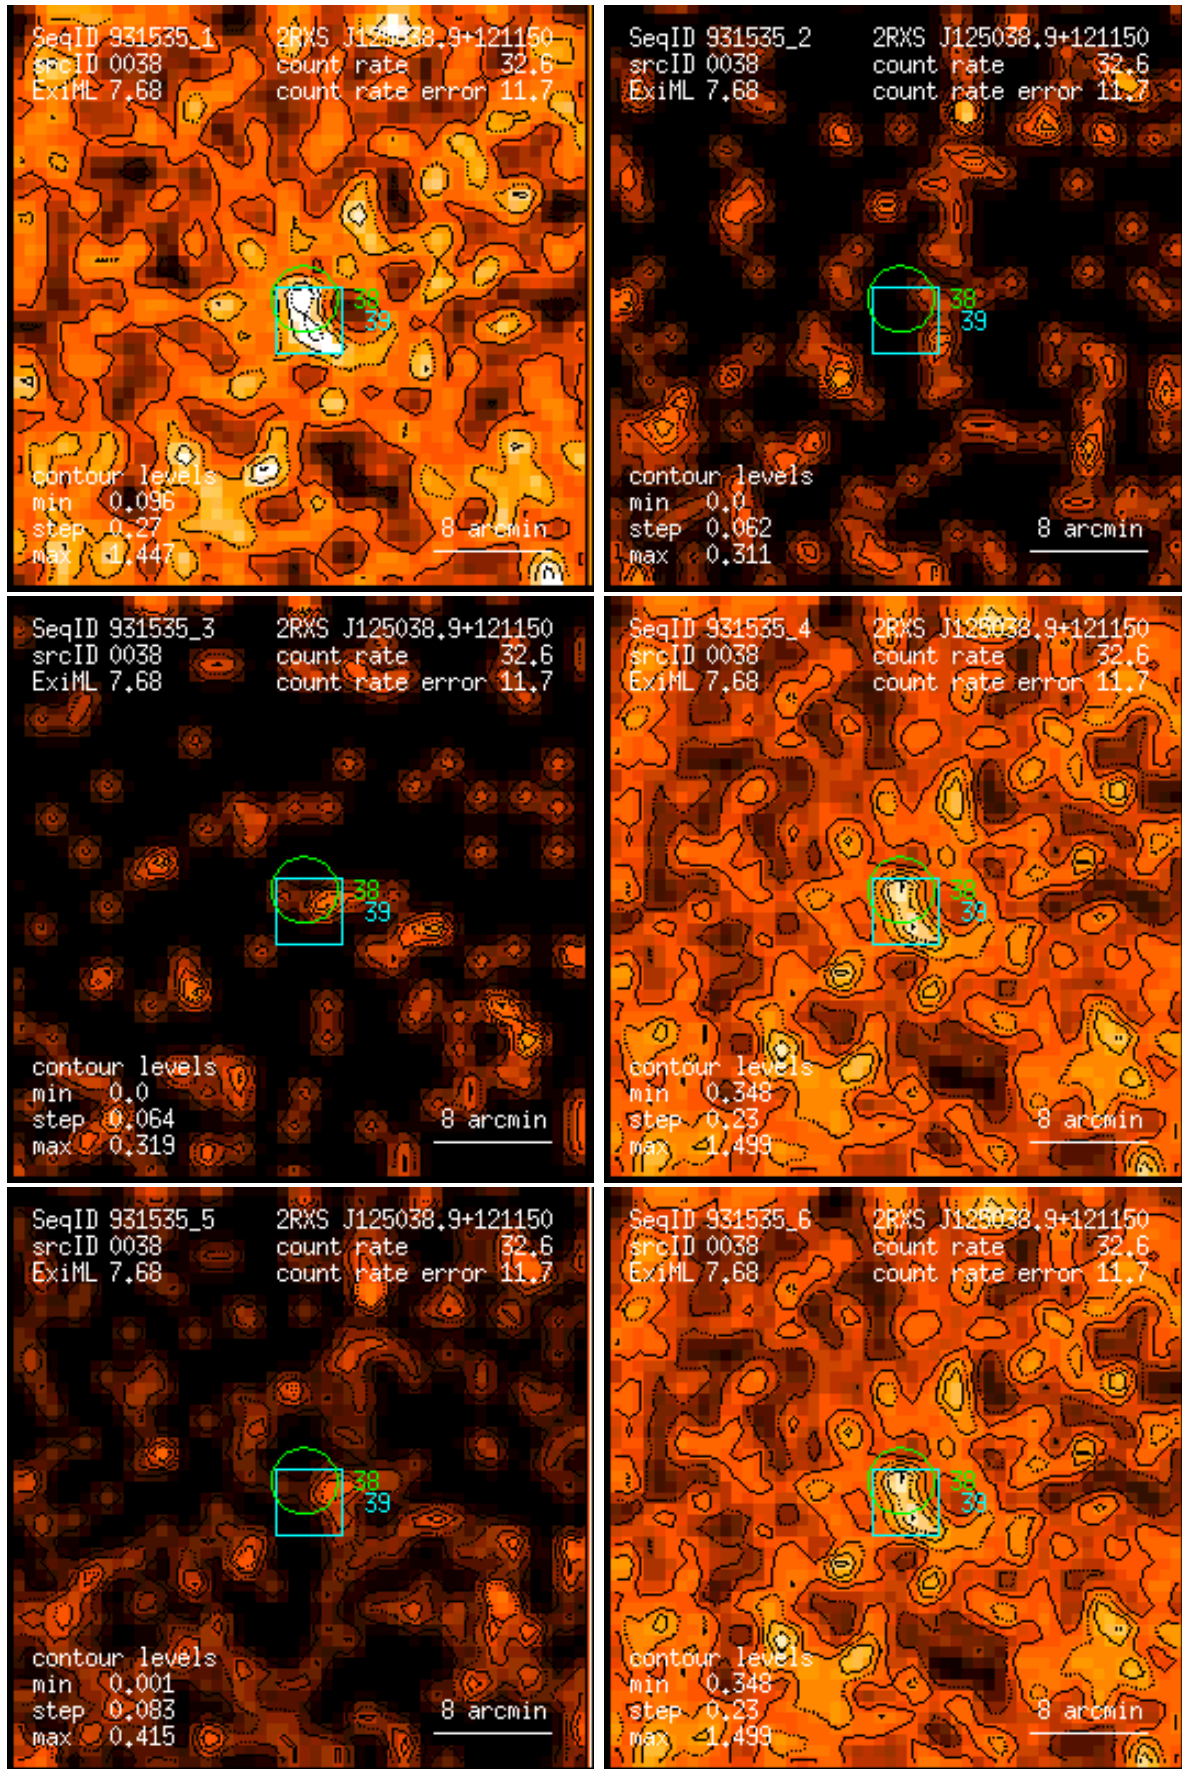 SeqID 931535_1 2RXS J125038.9+121150
srcID 0038 count rate 32.6
ExiML 7.68 count rate error 11.7
38
39
contour levels
min 0.096
step 0.27 8 arcmin
max 1.447
SeqID 931535_2 2RXS J125038.9+121150
srcID 0038 count rate 32.6
ExiML 7.68 count rate error 11.7
38
39
contour levels
min 0.0
step 0.062 8 arcmin
max 0.311
SeqID 931535_3 2RXS J125038.9+121150
srcID 0038 count rate 32.6
ExiML 7.68 count rate error 11.7
38
39
contour levels
min 0.0
step 0.064 8 arcmin
max 0.319
SeqID 931535_4 2RXS J125038.9+121150
srcID 0038 count rate 32.6
ExiML 7.68 count rate error 11.7
38
39
contour levels
min 0.348
step 0.23 8 arcmin
max 1.499
SeqID 931535_5 2RXS J125038.9+121150
srcID 0038 count rate 32.6
ExiML 7.68 count rate error 11.7
38
39
contour levels
min 0.001
step 0.083 8 arcmin
max 0.415
SeqID 931535_6 2RXS J125038.9+121150
srcID 0038 count rate 32.6
ExiML 7.68 count rate error 11.7
38
39
contour levels
min 0.348
step 0.23 8 arcmin
max 1.499